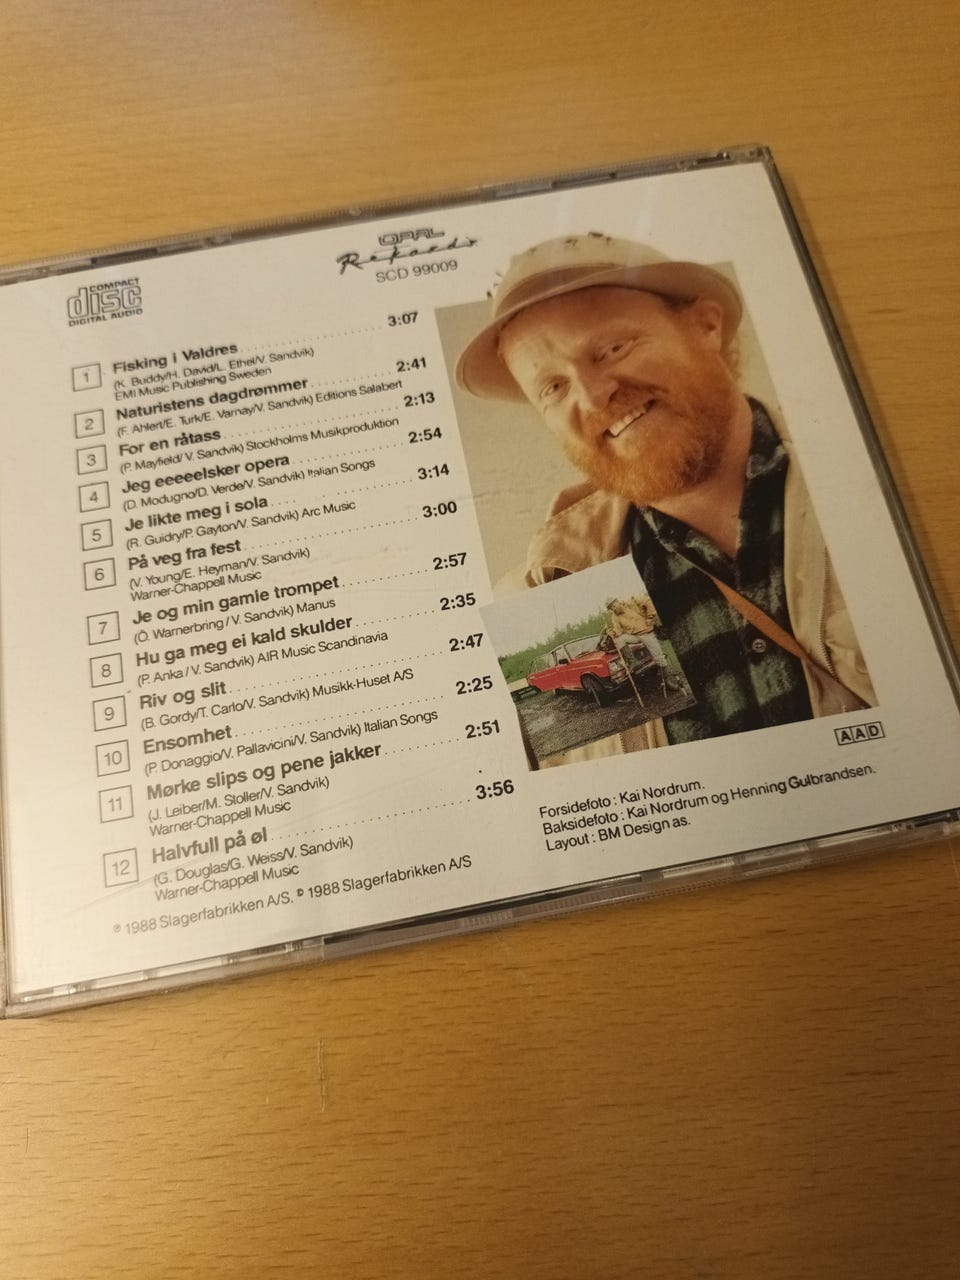 COMPACT
disc
DIGITAL AUDIO
OPAL
Rekords
SCD 99009
1 Fisking i Valdres 3:07
(K. Buddy/H. David/L. Ethel/V. Sandvik)
EMI Music Publishing Sweden
2 Naturistens dagdrømmer 2:41
(F. Ahlert/E. Turk/E. Varnay/V. Sandvik) Editions Salabert
3 For en råtass 2:13
(P. Mayfield/ V. Sandvik) Stockholms Musikproduktion
4 Jeg eeeeelsker opera 2:54
(D. Modugno/D. Verde/V. Sandvik) Italian Songs
5 Je likte meg i sola 3:14
(R. Guidry/P. Gayton/V. Sandvik) Arc Music
6 På veg fra fest 3:00
(V. Young/E. Heyman/V. Sandvik)
Warner-Chappell Music
7 Je og min gamle trompet 2:57
(Ö. Warnerbring / V. Sandvik) Manus
8 Hu ga meg ei kald skulder 2:35
(P. Anka / V. Sandvik) AIR Music Scandinavia
9 Riv og slit 2:47
(B. Gordy/T. Carlo/V. Sandvik) Musikk-Huset A/S
10 Ensomhet 2:25
(P. Donaggio/V. Pallavicini/V. Sandvik) Italian Songs
11 Mørke slips og pene jakker 2:51
(J. Leiber/M. Stoller/V. Sandvik)
Warner-Chappell Music
12 Halvfull på øl 3:56
(G. Douglas/G. Weiss/V. Sandvik)
Warner-Chappell Music
℗ 1988 Slagerfabrikken A/S. © 1988 Slagerfabrikken A/S
AAD
Forsidefoto : Kai Nordrum.
Baksidefoto : Kai Nordrum og Henning Gulbrandsen.
Layout : BM Design as.